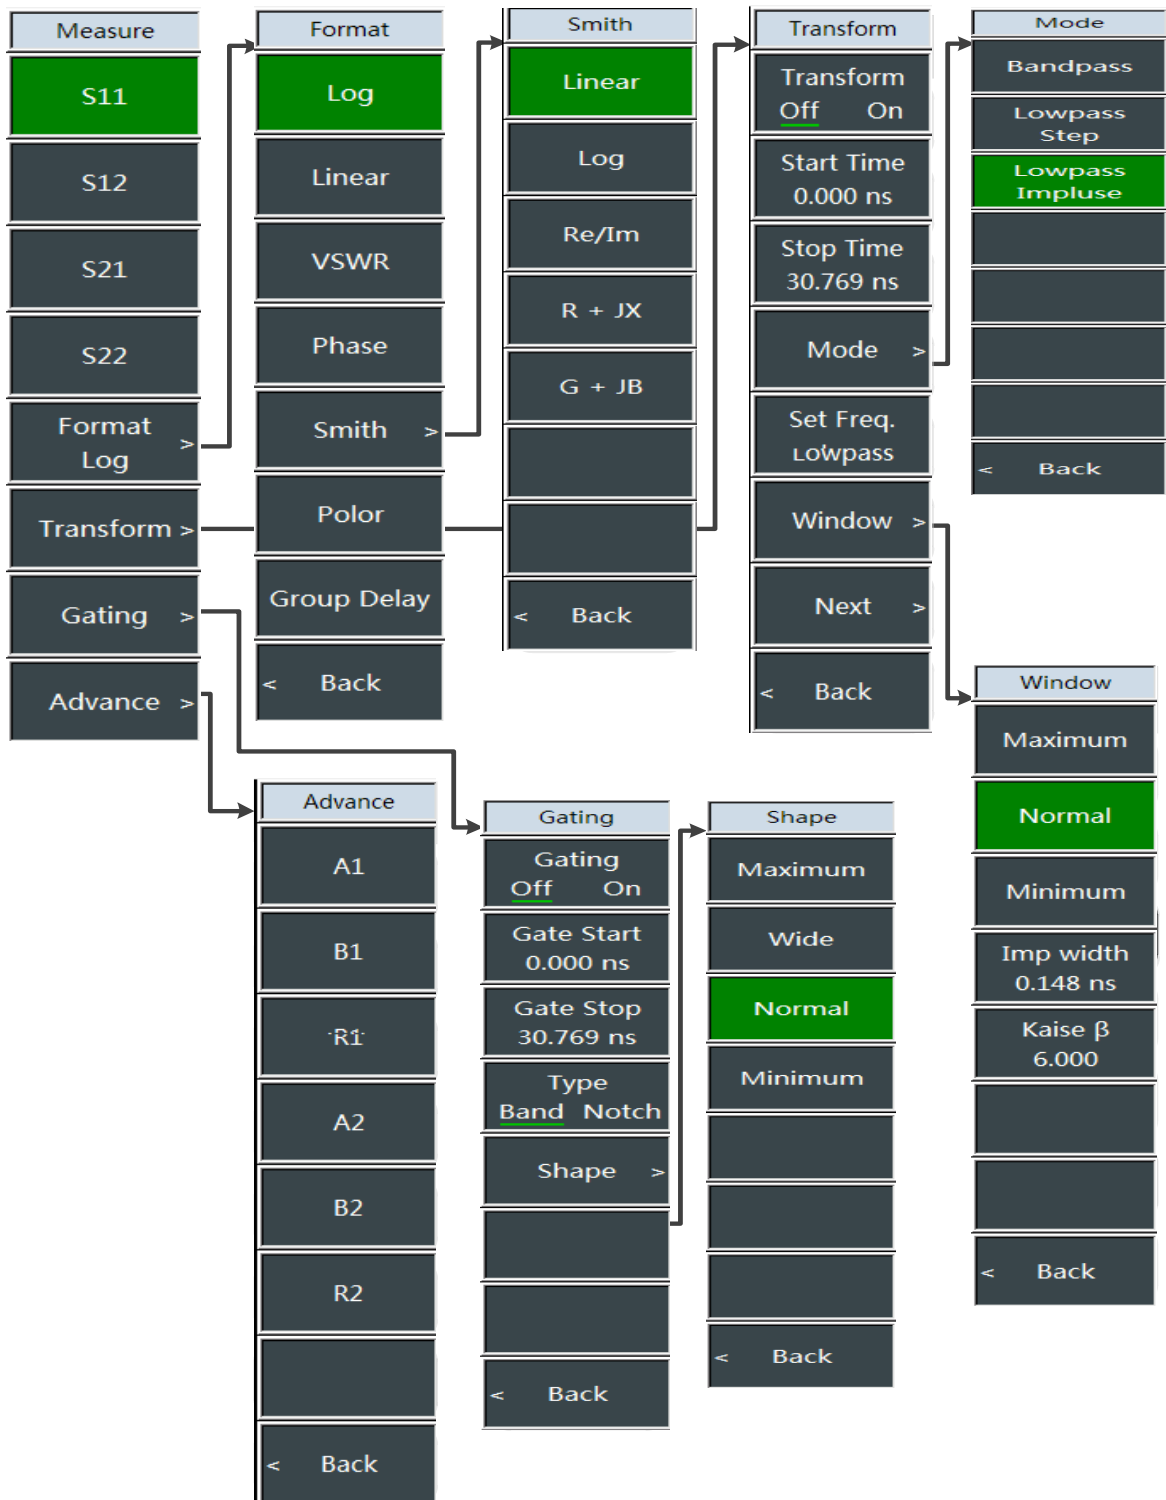 Measure
S11
S12
S21
S22
Format >
Log
Transform >
Gating >
Advance >
Format
Log
Linear
VSWR
Phase
Smith >
Polor
Group Delay
< Back
Smith
Linear
Log
Re/Im
R + JX
G + JB
< Back
Transform
Transform
Off On
Start Time
0.000 ns
Stop Time
30.769 ns
Mode >
Set Freq.
Lowpass
Window >
Next >
< Back
Mode
Bandpass
Lowpass
Step
Lowpass
Impluse
< Back
Window
Maximum
Normal
Minimum
Imp width
0.148 ns
Kaise β
6.000
< Back
Advance
A1
B1
R1
A2
B2
R2
< Back
Gating
Gating
Off On
Gate Start
0.000 ns
Gate Stop
30.769 ns
Type
Band Notch
Shape >
< Back
Shape
Maximum
Wide
Normal
Minimum
< Back